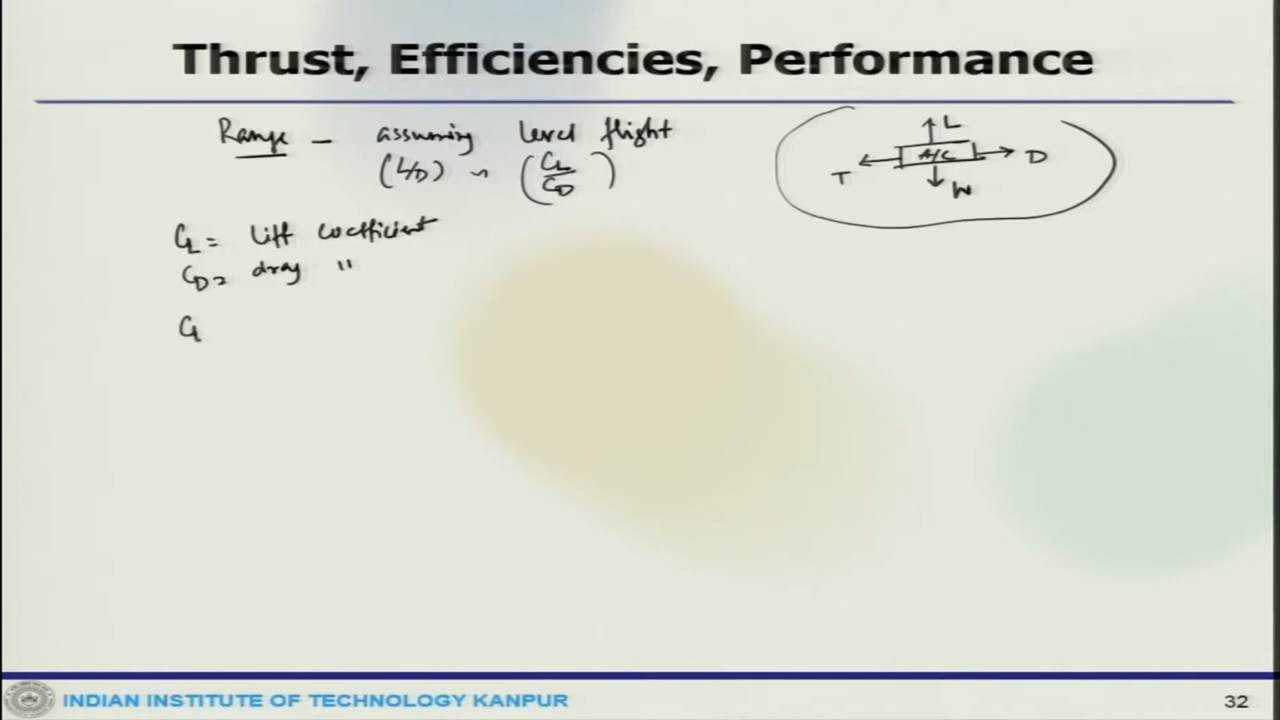 Thrust, Efficiencies, Performance
Range – assuming level flight
(L/D) ~ (CL/CD)
L
A/C
T
D
W
CL = lift coefficient
CD = drag "
CL
INDIAN INSTITUTE OF TECHNOLOGY KANPUR
32